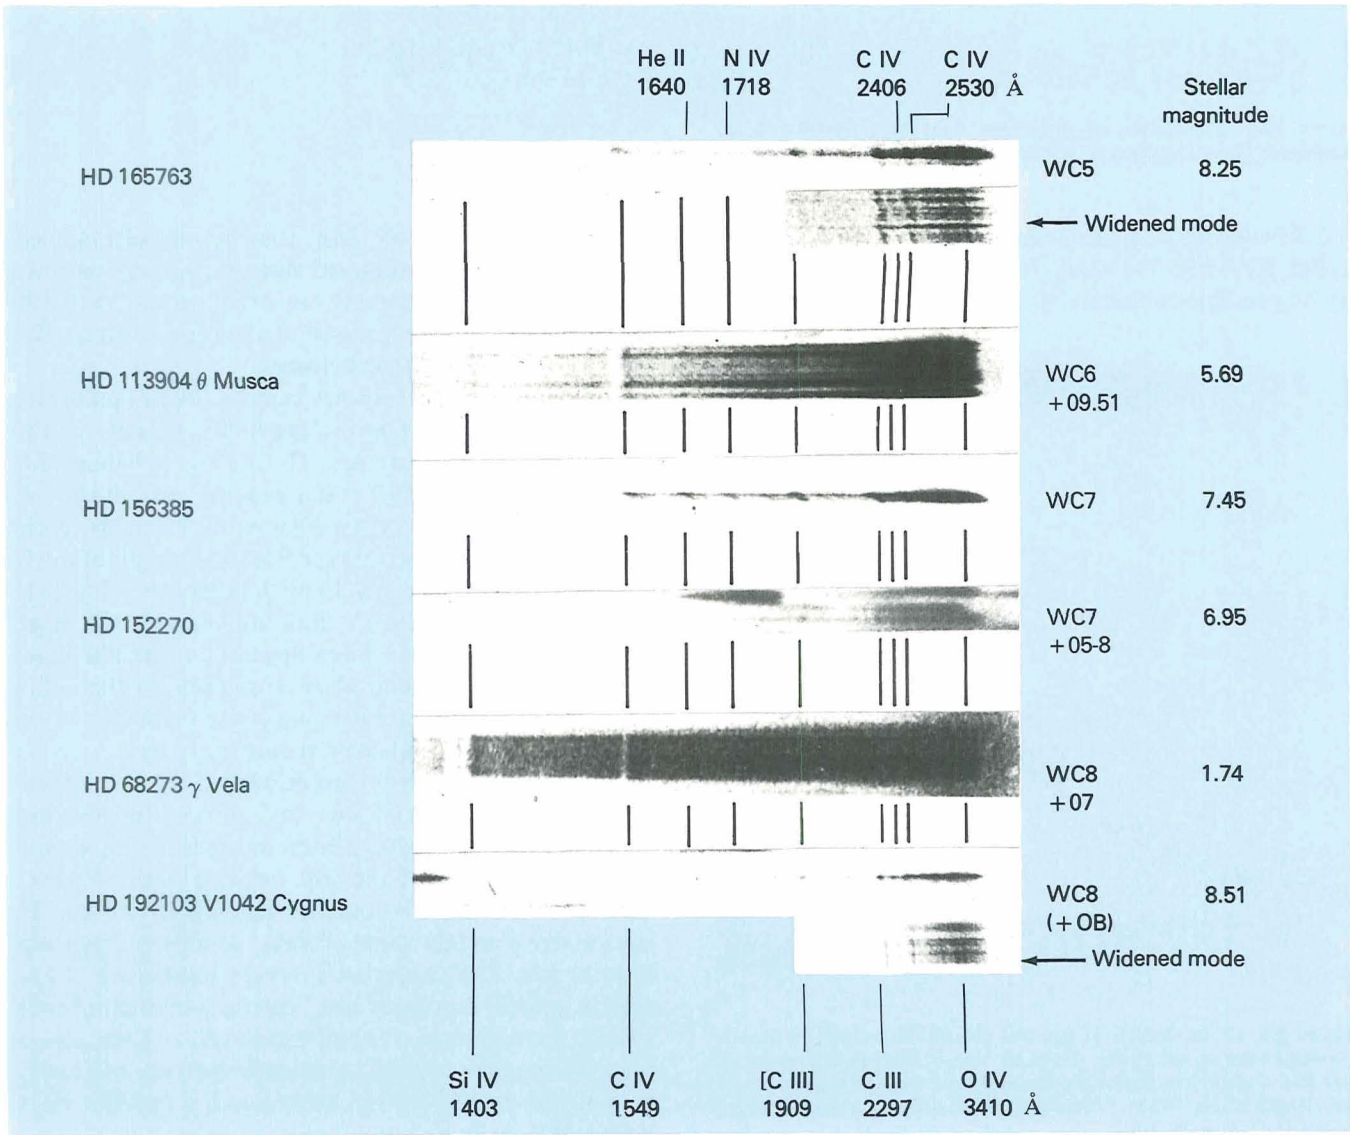 He II N IV C IV C IV
1640 1718 2406 2530 Å
Stellar
magnitude
HD 165763 WC5 8.25
Widened mode
HD 113904 θ Musca WC6 5.69
+09.51
HD 156385 WC7 7.45
HD 152270 WC7 6.95
+05-8
HD 68273 γ Vela WC8 1.74
+07
HD 192103 V1042 Cygnus WC8 8.51
(+OB)
Widened mode
Si IV C IV [C III] C III O IV
1403 1549 1909 2297 3410 Å